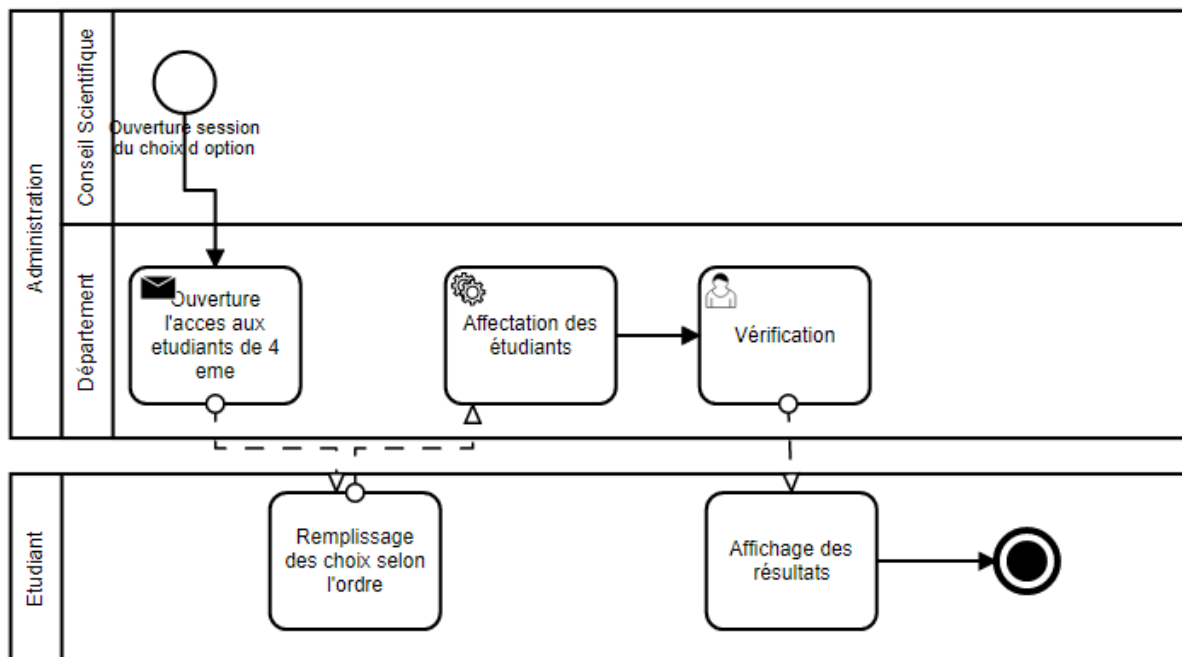 Administration
Conseil Scientifique
Ouverture session
du choix d option
Département
Ouverture
l'acces aux
etudiants de 4
eme
Affectation des
étudiants
Vérification
Etudiant
Remplissage
des choix selon
l'ordre
Affichage des
résultats